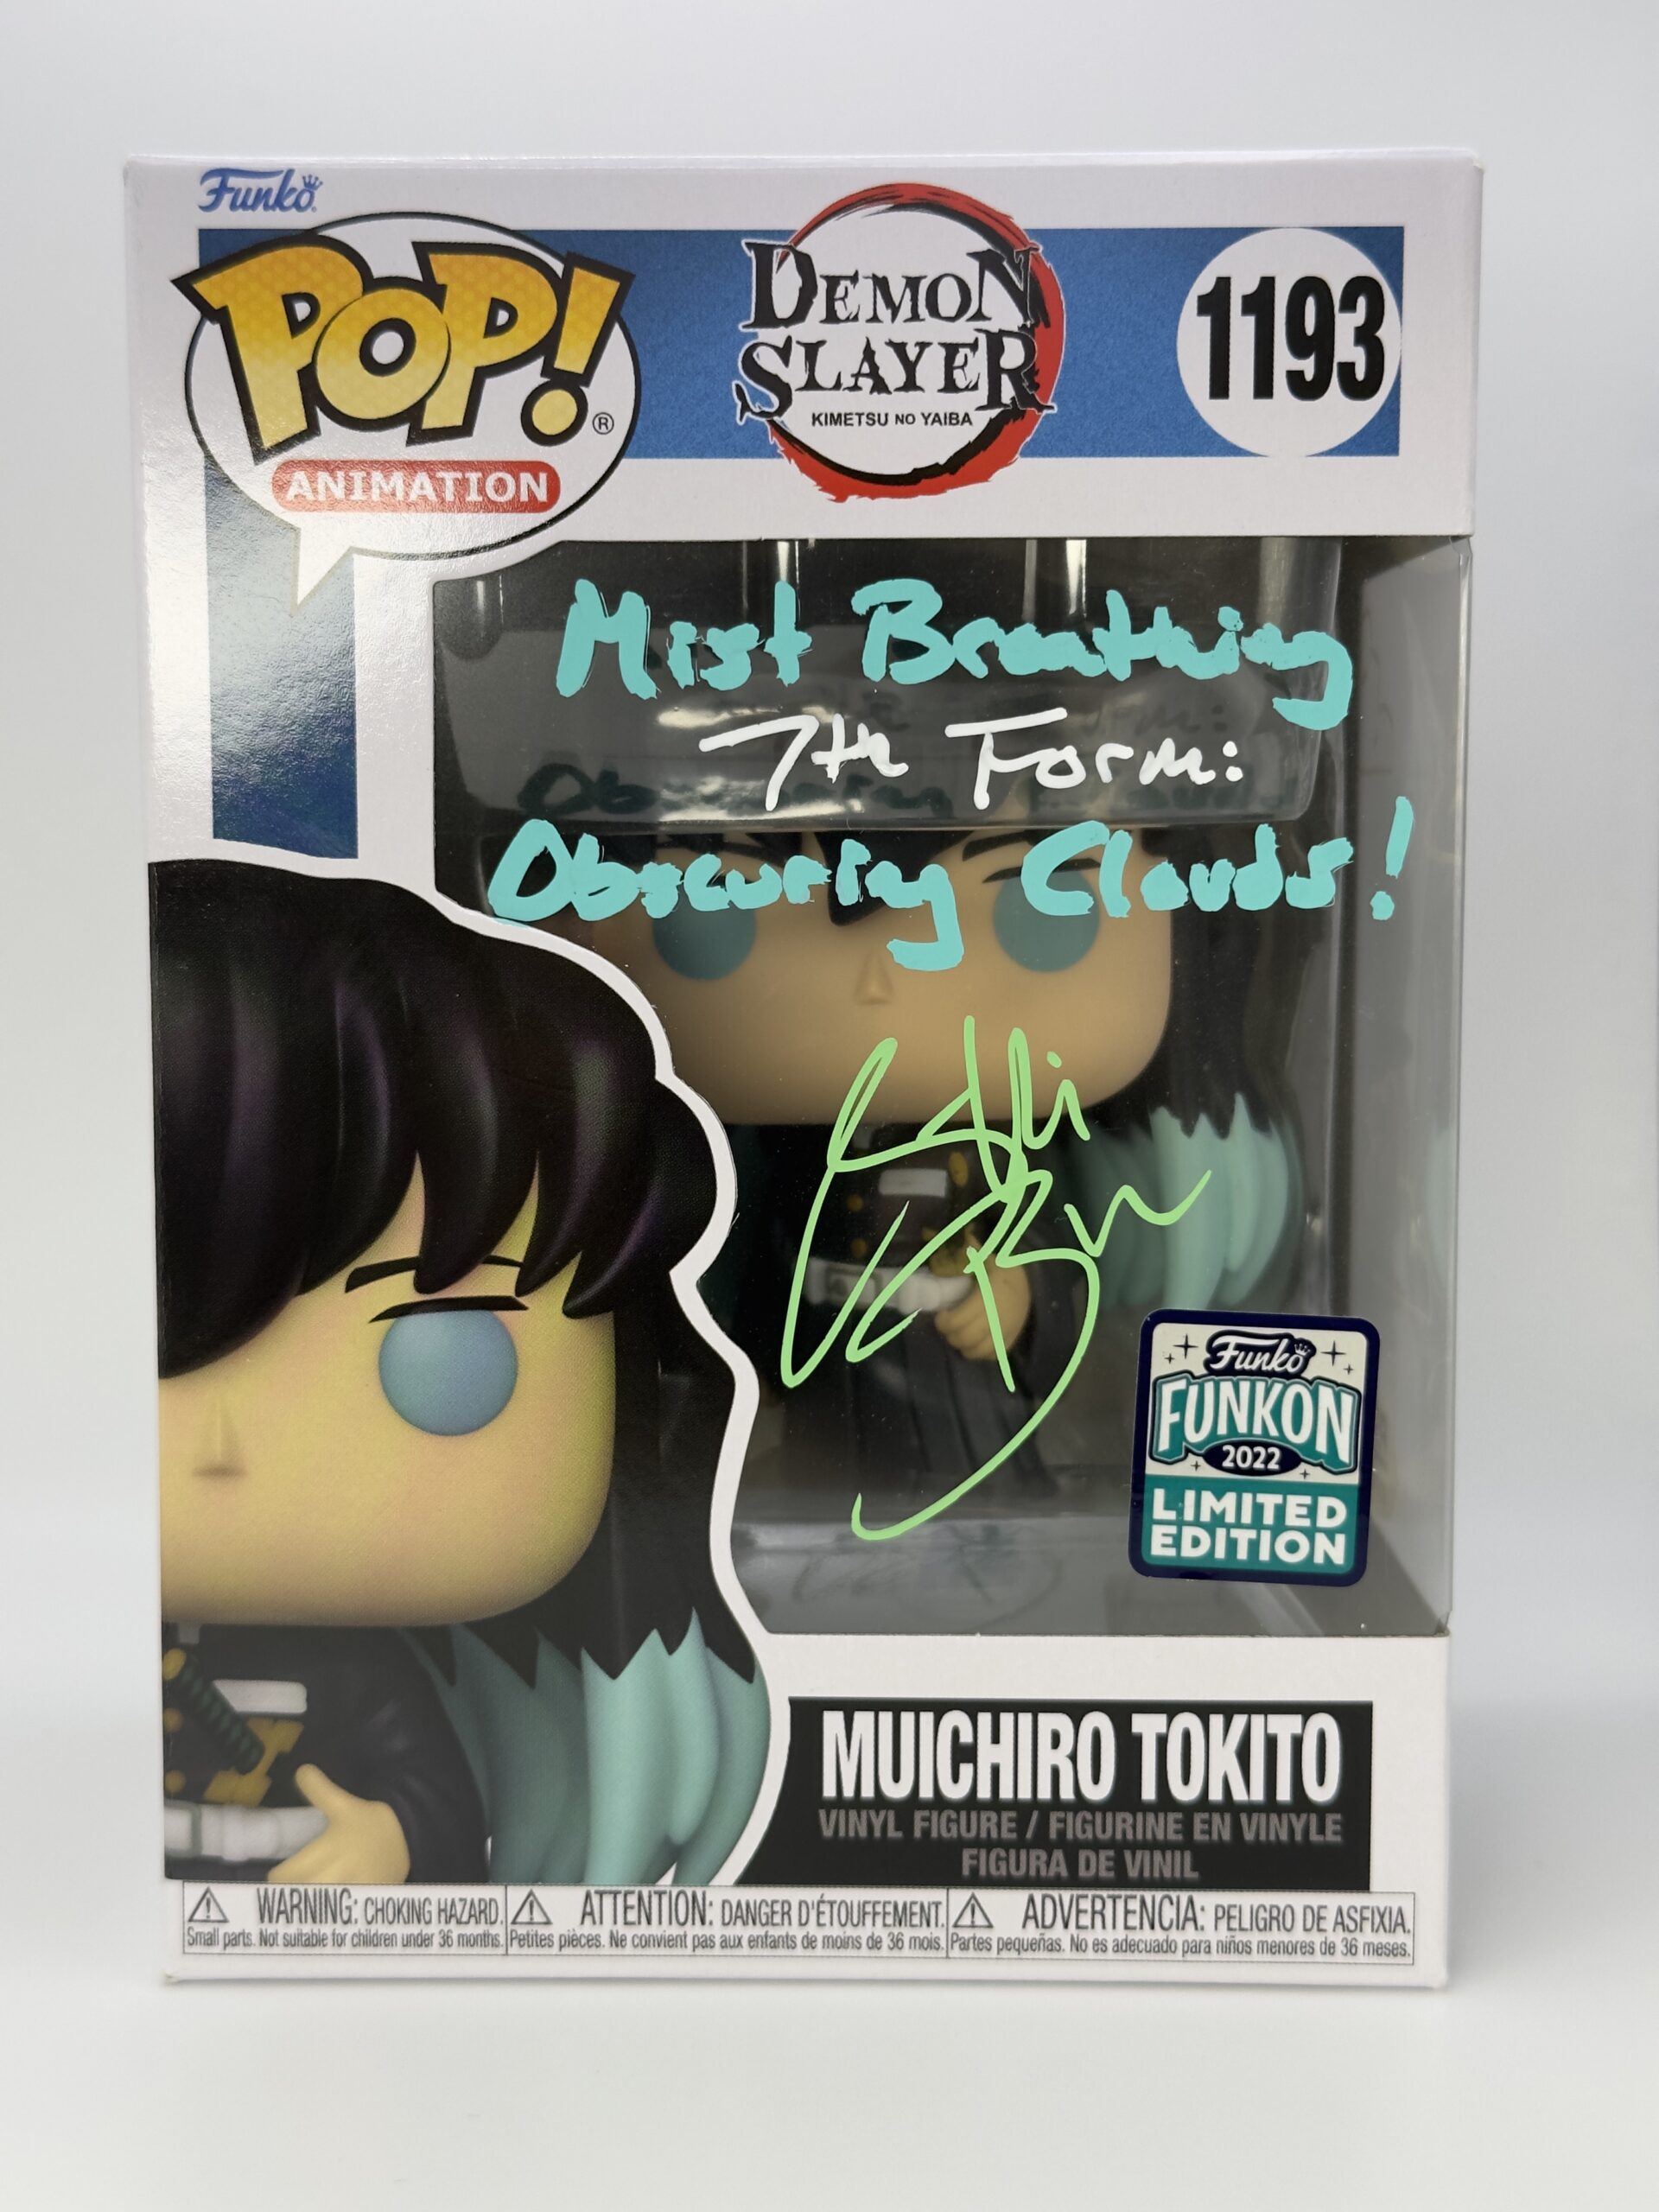 Funko
POP!®
ANIMATION
DEMON
SLAYER
KIMETSU NO YAIBA
1193
Mist Breathing
7th Form:
Obscuring Clouds!
Funko
FUNKON
2022
LIMITED
EDITION
MUICHIRO TOKITO
VINYL FIGURE / FIGURINE EN VINYLE
FIGURA DE VINIL
WARNING: CHOKING HAZARD.
Small parts. Not suitable for children under 36 months.
ATTENTION: DANGER D'ÉTOUFFEMENT.
Petites pièces. Ne convient pas aux enfants de moins de 36 mois.
ADVERTENCIA: PELIGRO DE ASFIXIA.
Partes pequeñas. No es adecuado para niños menores de 36 meses.